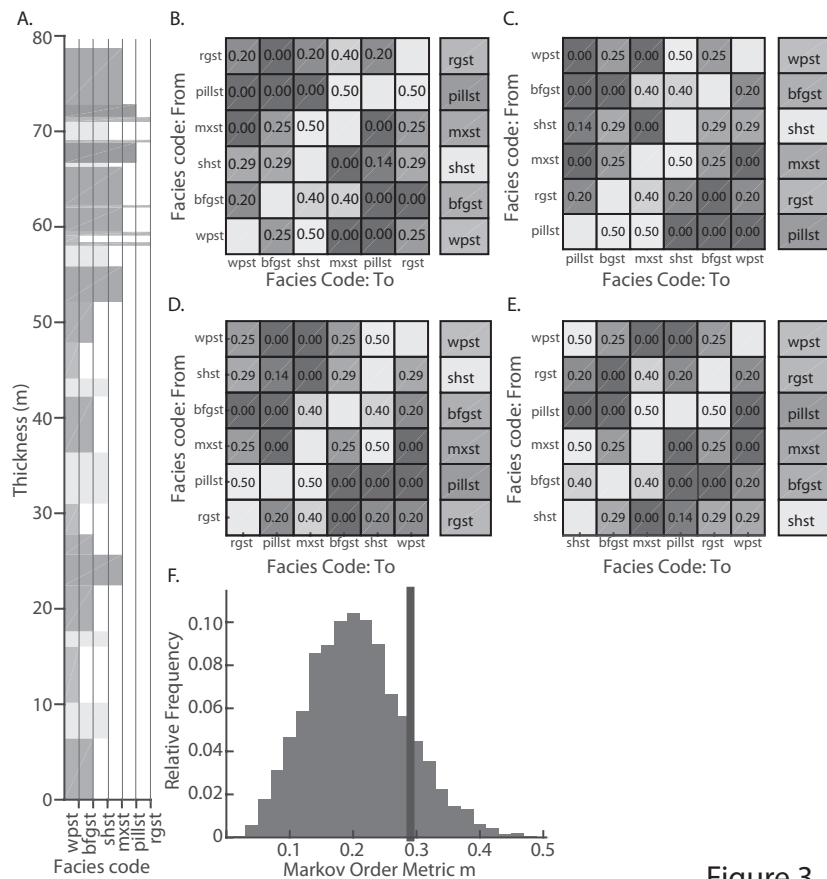 A.
80
70
60
50
40
30
20
10
0
Thickness (m)
wpst
bfgst
shst
mxst
pillst
rgst
Facies code
B.
Facies code: From
rgst 0.20 0.00 0.20 0.40 0.20
pillst 0.00 0.00 0.00 0.50 0.50
mxst 0.00 0.25 0.50 0.00 0.25
shst 0.29 0.29 0.00 0.14 0.29
bfgst 0.20 0.40 0.40 0.00 0.00
wpst 0.25 0.50 0.00 0.00 0.25
wpst bfgst shst mxst pillst rgst
Facies Code: To
rgst
pillst
mxst
shst
bfgst
wpst
C.
Facies code: From
wpst 0.00 0.25 0.00 0.50 0.25
bfgst 0.00 0.00 0.40 0.40 0.20
shst 0.14 0.29 0.00 0.29 0.29
mxst 0.00 0.25 0.50 0.25 0.00
rgst 0.20 0.40 0.20 0.00 0.20
pillst 0.50 0.50 0.00 0.00 0.00
pillst bgst mxst shst bfgst wpst
Facies Code: To
wpst
bfgst
shst
mxst
rgst
pillst
D.
Facies code: From
wpst 0.25 0.00 0.00 0.25 0.50
shst 0.29 0.14 0.00 0.29 0.29
bfgst 0.00 0.00 0.40 0.40 0.20
mxst 0.25 0.00 0.25 0.50 0.00
pillst 0.50 0.50 0.00 0.00 0.00
rgst 0.20 0.40 0.00 0.20 0.20
rgst pillst mxst bfgst shst wpst
Facies Code: To
wpst
shst
bfgst
mxst
pillst
rgst
E.
Facies code: From
wpst 0.50 0.25 0.00 0.00 0.25
rgst 0.20 0.00 0.40 0.20 0.20
pillst 0.00 0.00 0.50 0.50 0.00
mxst 0.50 0.25 0.00 0.25 0.00
bfgst 0.40 0.40 0.00 0.00 0.20
shst 0.29 0.00 0.14 0.29 0.29
shst bfgst mxst pillst rgst wpst
Facies Code: To
wpst
rgst
pillst
mxst
bfgst
shst
F.
Relative Frequency
0.10
0.08
0.06
0.04
0.02
0
0.1 0.2 0.3 0.4 0.5
Markov Order Metric m
Figure 3